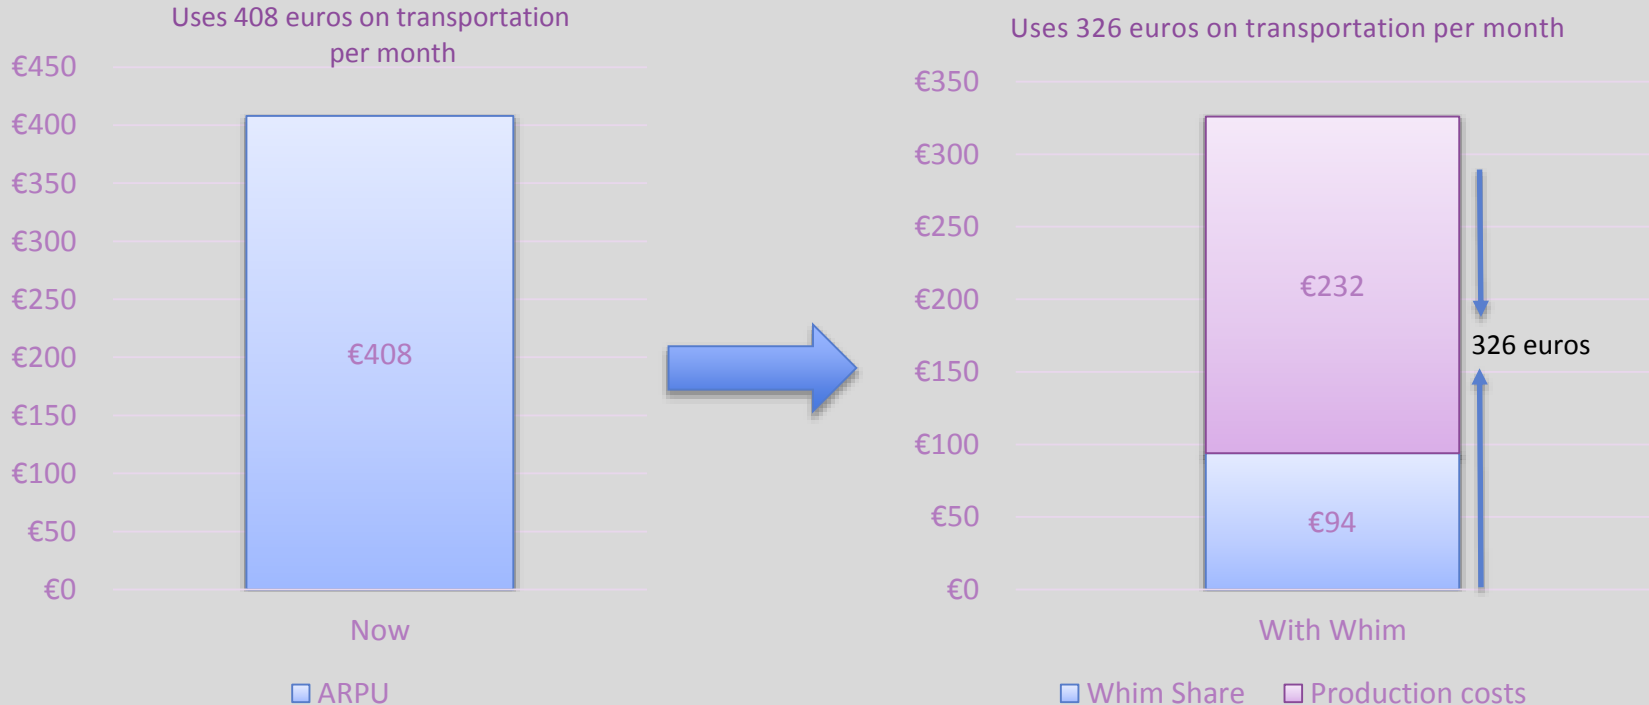 Uses 408 euros on transportation
per month
€450
€400
€350
€300
€250
€200
€150
€100
€50
€0
€408
Now
ARPU
Uses 326 euros on transportation per month
€350
€300
€250
€200
€150
€100
€50
€0
€232
€94
326 euros
With Whim
Whim Share
Production costs